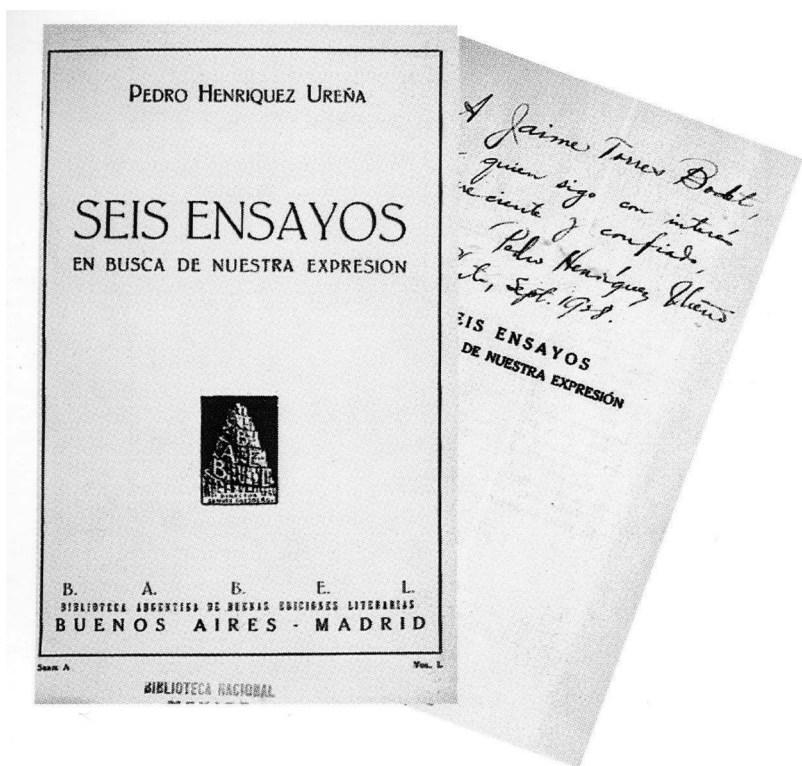 PEDRO HENRIQUEZ UREÑA
SEIS ENSAYOS
EN BUSCA DE NUESTRA EXPRESION
B. A. B. E. L.
BIBLIOTECA ARGENTINA DE BUENAS EDICIONES LITERARIAS
BUENOS AIRES - MADRID
SERIE A VOL. I.
BIBLIOTECA NACIONAL
MEXICO
A Jaime Torres Bodet,
quien sigo con interés
creciente y confiado,
Pedro Henríquez Ureña
Sept. 1928.
SEIS ENSAYOS
DE NUESTRA EXPRESIÓN